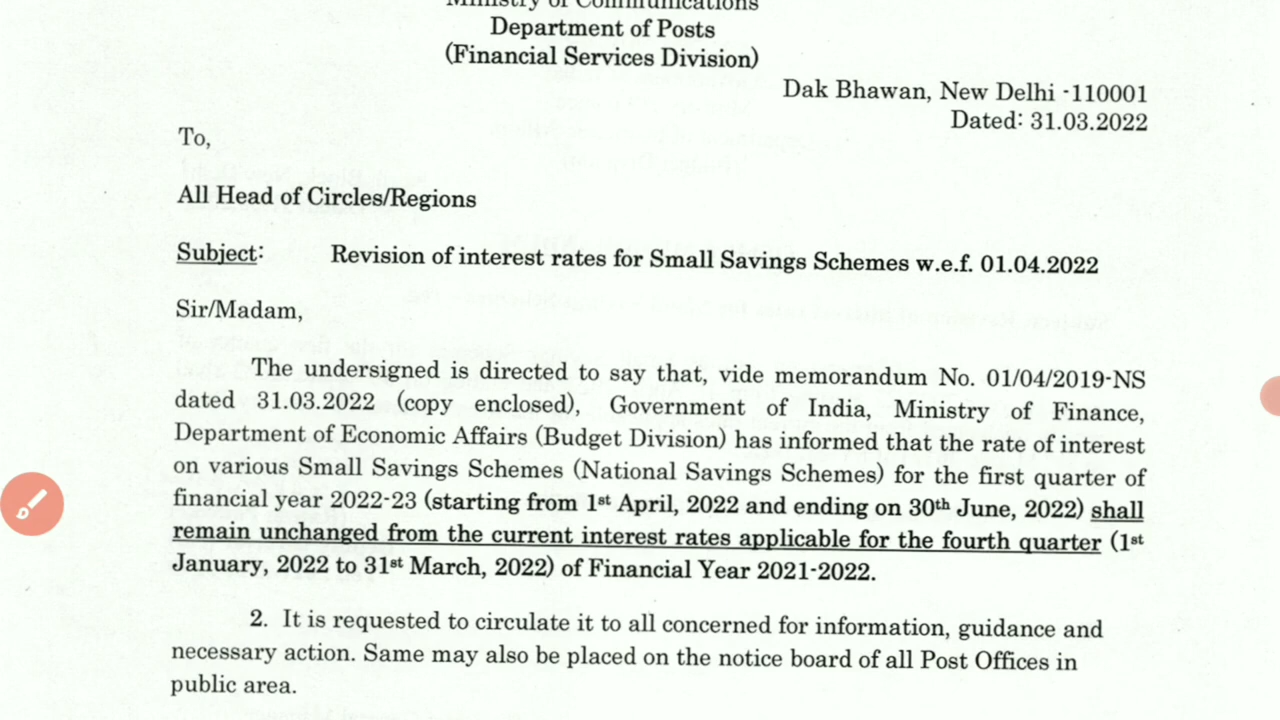 Ministry of Communications
Department of Posts
(Financial Services Division)
Dak Bhawan, New Delhi -110001
Dated: 31.03.2022
To,
All Head of Circles/Regions
Subject: Revision of interest rates for Small Savings Schemes w.e.f. 01.04.2022
Sir/Madam,
The undersigned is directed to say that, vide memorandum No. 01/04/2019-NS
dated 31.03.2022 (copy enclosed), Government of India, Ministry of Finance,
Department of Economic Affairs (Budget Division) has informed that the rate of interest
on various Small Savings Schemes (National Savings Schemes) for the first quarter of
financial year 2022-23 (starting from 1st April, 2022 and ending on 30th June, 2022) shall
remain unchanged from the current interest rates applicable for the fourth quarter (1st
January, 2022 to 31st March, 2022) of Financial Year 2021-2022.
2. It is requested to circulate it to all concerned for information, guidance and
necessary action. Same may also be placed on the notice board of all Post Offices in
public area.